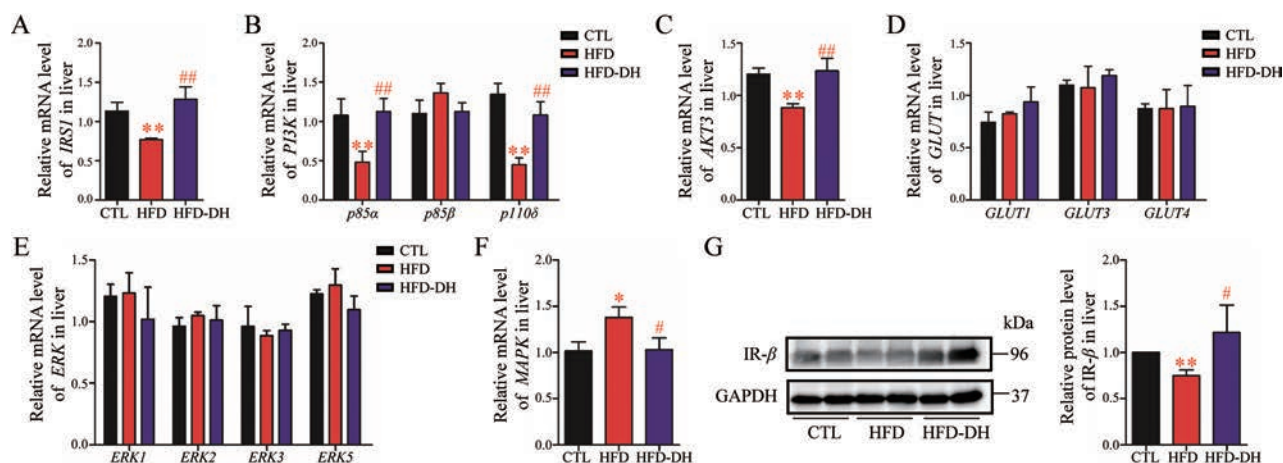 A
Relative mRNA level
of IRS1 in liver
2.0
1.5
1.0
0.5
0.0
**
##
CTL HFD HFD-DH
B
Relative mRNA level
of PI3K in liver
2.0
1.5
1.0
0.5
0.0
**
##
**
##
p85α p85β p110δ
CTL
HFD
HFD-DH
C
Relative mRNA level
of AKT3 in liver
1.5
1.0
0.5
0.0
**
##
CTL HFD HFD-DH
D
Relative mRNA level
of GLUT in liver
1.5
1.0
0.5
0.0
GLUT1 GLUT3 GLUT4
CTL
HFD
HFD-DH
E
Relative mRNA level
of ERK in liver
1.5
1.0
0.5
0.0
ERK1 ERK2 ERK3 ERK5
CTL
HFD
HFD-DH
F
Relative mRNA level
of MAPK in liver
2.0
1.5
1.0
0.5
0.0
*
#
CTL HFD HFD-DH
G
kDa
IR-β
96
GAPDH
37
CTL HFD HFD-DH
Relative protein level
of IR-β in liver
2.0
1.5
1.0
0.5
0.0
**
#
CTL HFD HFD-DH